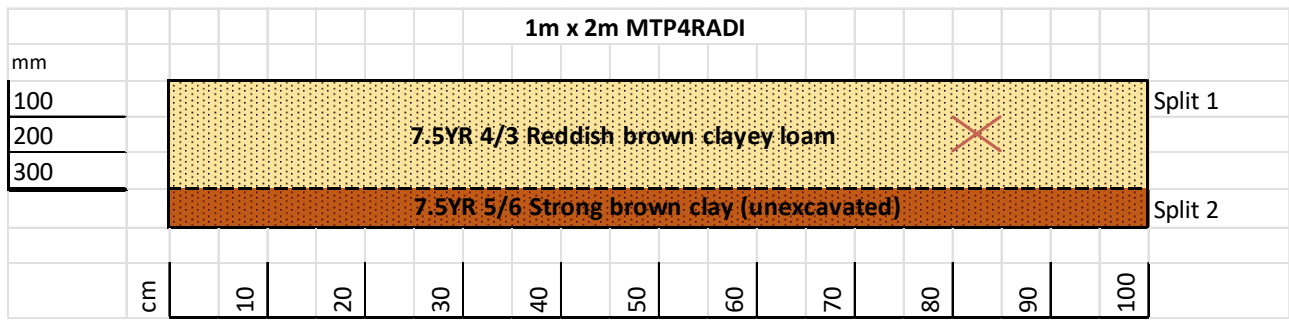 1m x 2m MTP4RADI
mm
100
Split 1
200
7.5YR 4/3 Reddish brown clayey loam
300
7.5YR 5/6 Strong brown clay (unexcavated)
Split 2
cm
10
20
30
40
50
60
70
80
90
100